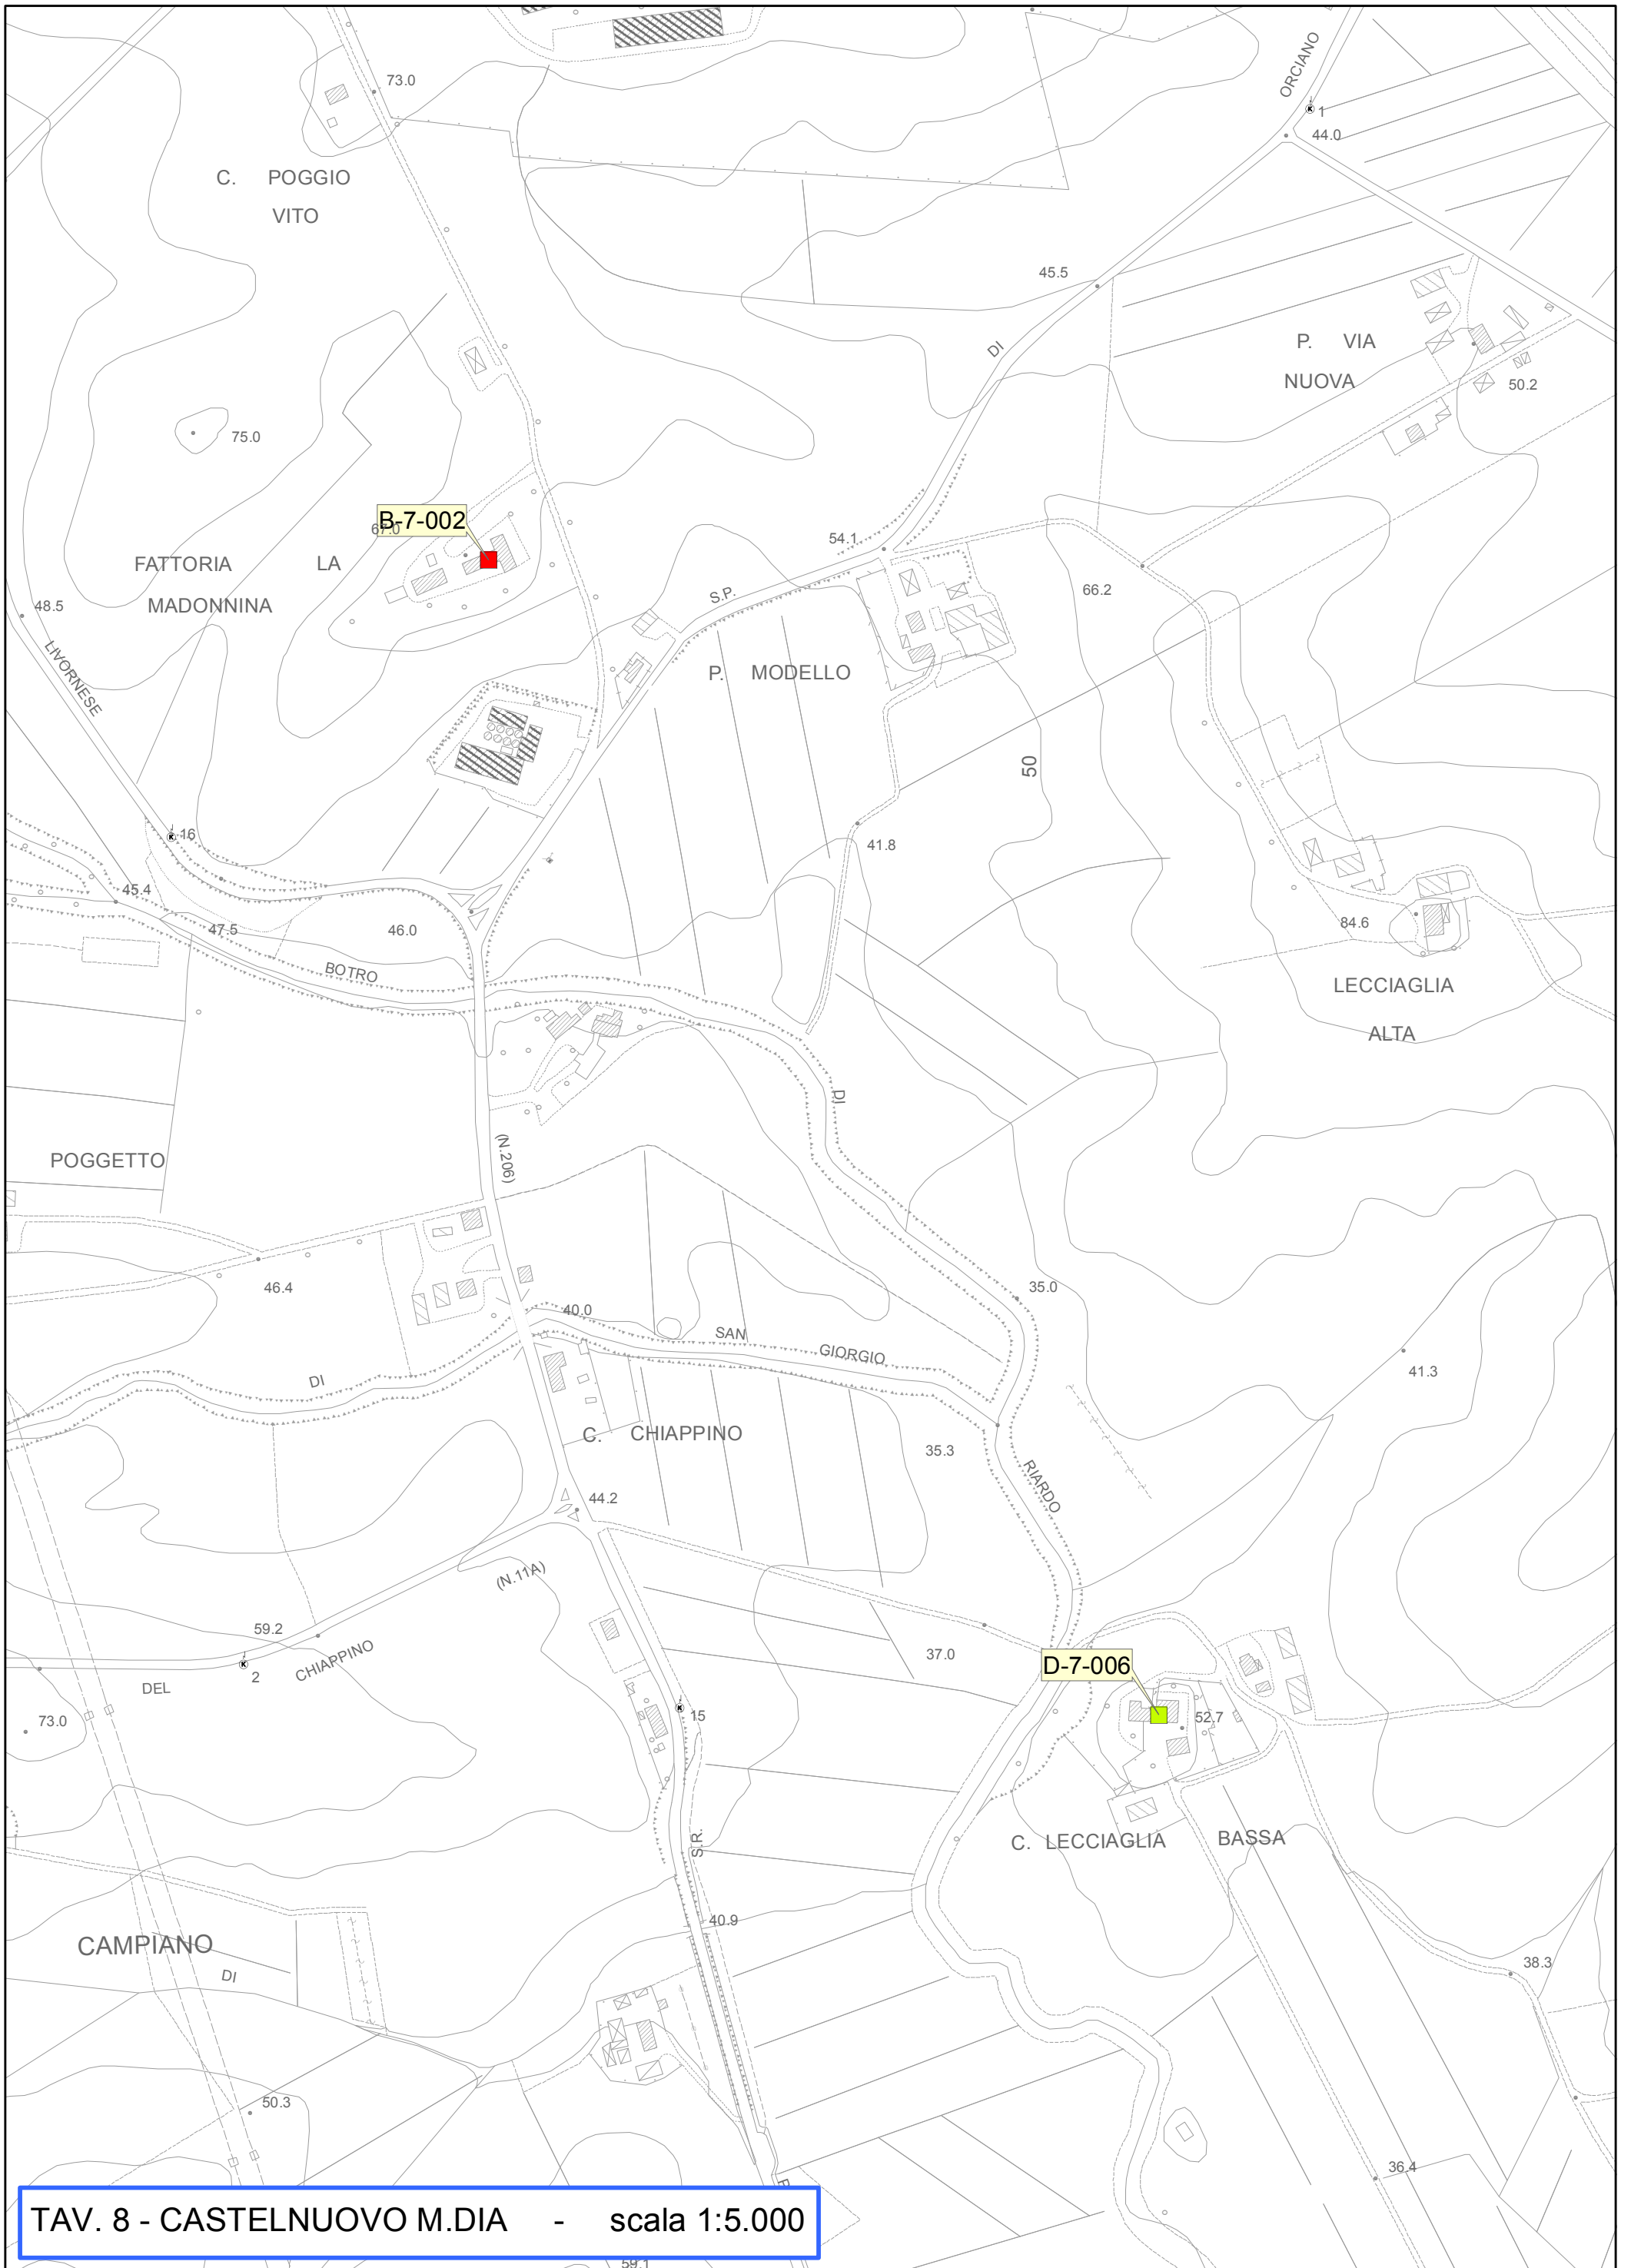 73.0
ORCIANO
1
44.0
C. POGGIO
VITO
45.5
DI
P. VIA
NUOVA
50.2
75.0
B-7-002
67.0
54.1
FATTORIA LA
MADONNINA
S.P.
66.2
48.5
LIVORNESE
P. MODELLO
50
16
41.8
45.4
47.5
46.0
84.6
BOTRO
LECCIAGLIA
ALTA
DI
(N.206)
POGGETTO
46.4
35.0
40.0
SAN
GIORGIO
41.3
DI
C. CHIAPPINO
35.3
RIARDO
44.2
(N.11A)
59.2
CHIAPPINO
37.0
D-7-006
2
DEL
73.0
15
52.7
S.R.
C. LECCIAGLIA BASSA
40.9
CAMPIANO
DI
38.3
50.3
36.4
TAV. 8 - CASTELNUOVO M.DIA - scala 1:5.000
59.1